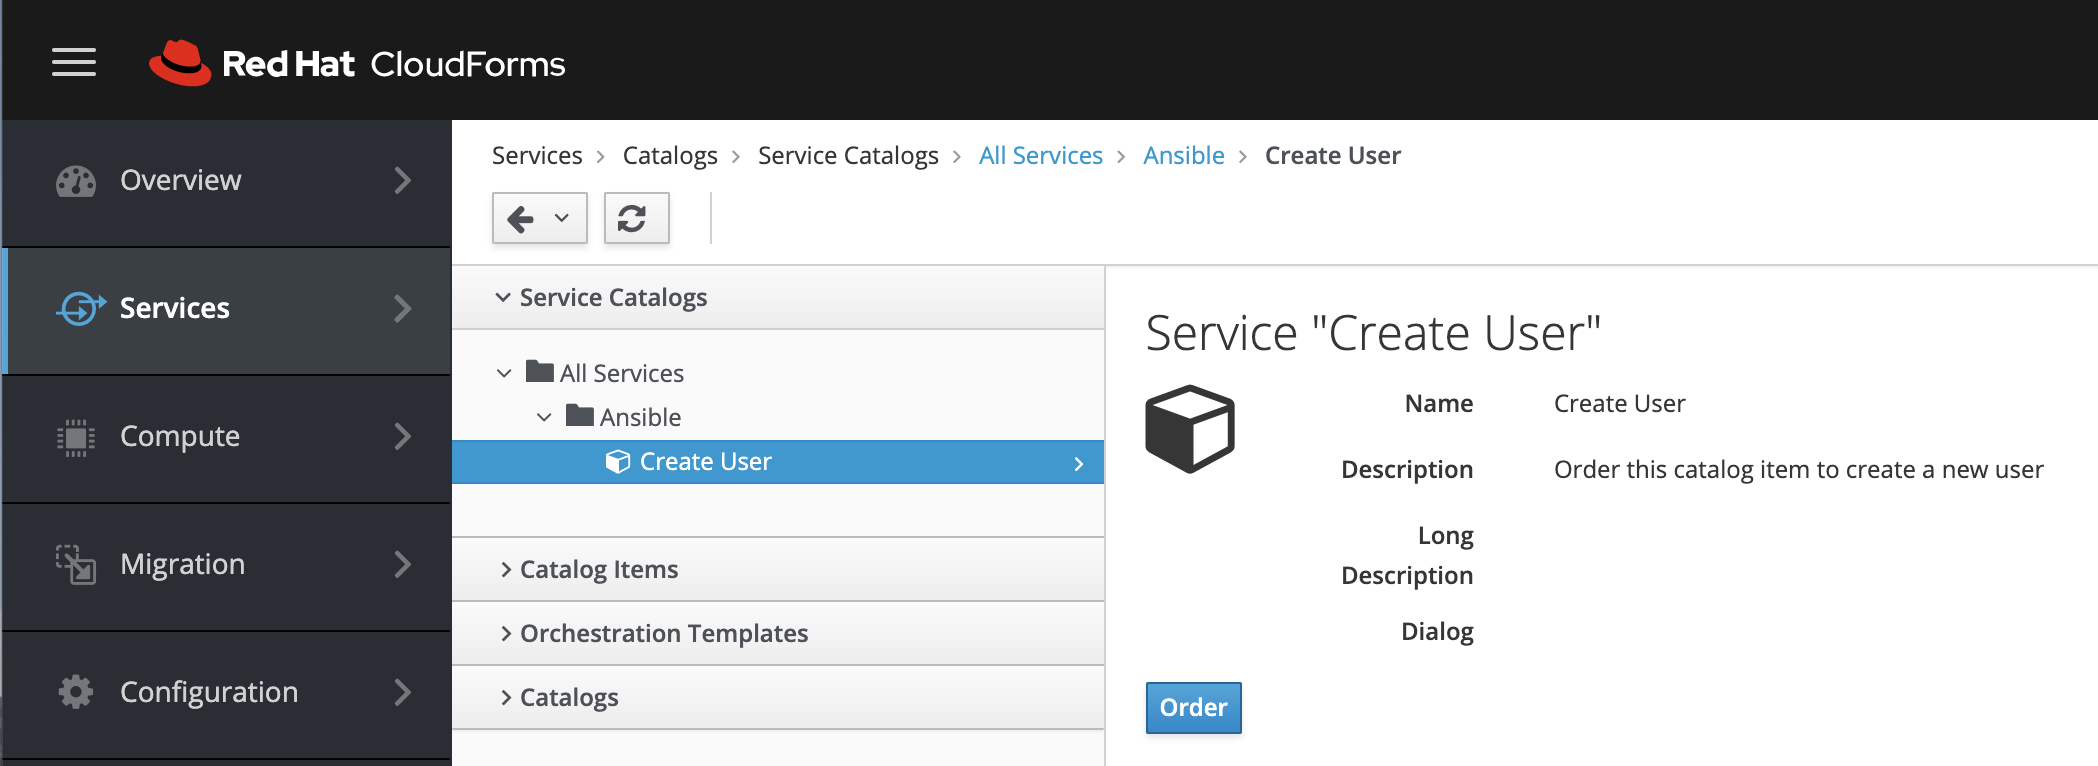 Red Hat CloudForms
Overview
Services
Compute
Migration
Configuration
Services > Catalogs > Service Catalogs > All Services > Ansible > Create User
Service Catalogs
All Services
Ansible
Create User
Catalog Items
Orchestration Templates
Catalogs
Service "Create User"
Name Create User
Description Order this catalog item to create a new user
Long
Description
Dialog
Order